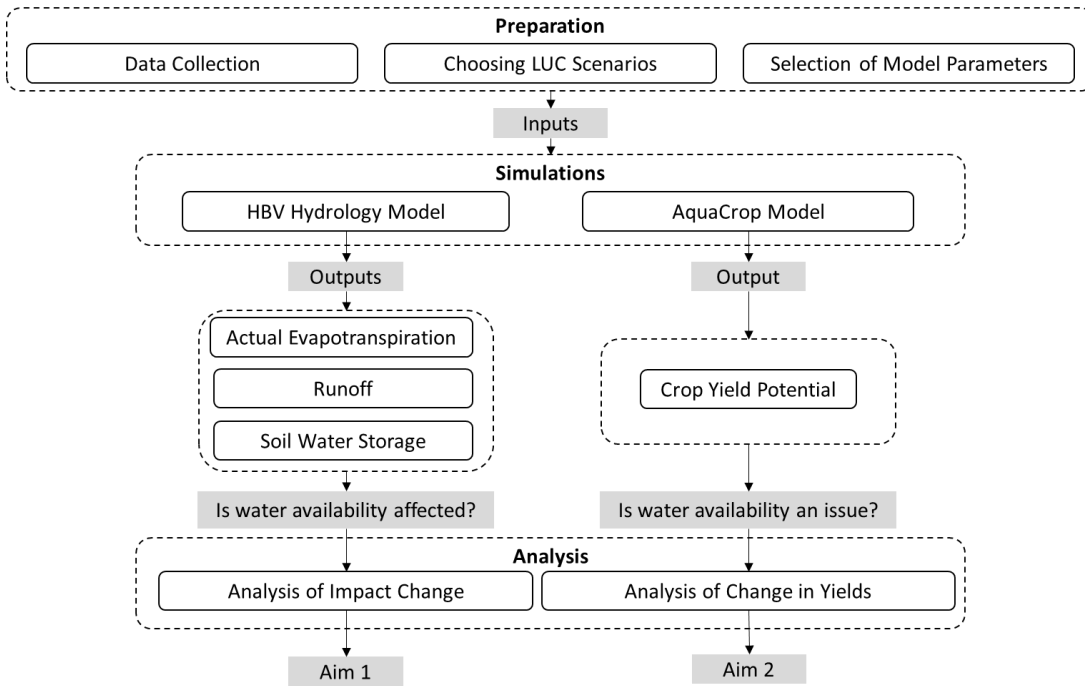 Preparation
Data Collection
Choosing LUC Scenarios
Selection of Model Parameters
Inputs
Simulations
HBV Hydrology Model
AquaCrop Model
Outputs
Output
Actual Evapotranspiration
Runoff
Soil Water Storage
Crop Yield Potential
Is water availability affected?
Is water availability an issue?
Analysis
Analysis of Impact Change
Analysis of Change in Yields
Aim 1
Aim 2